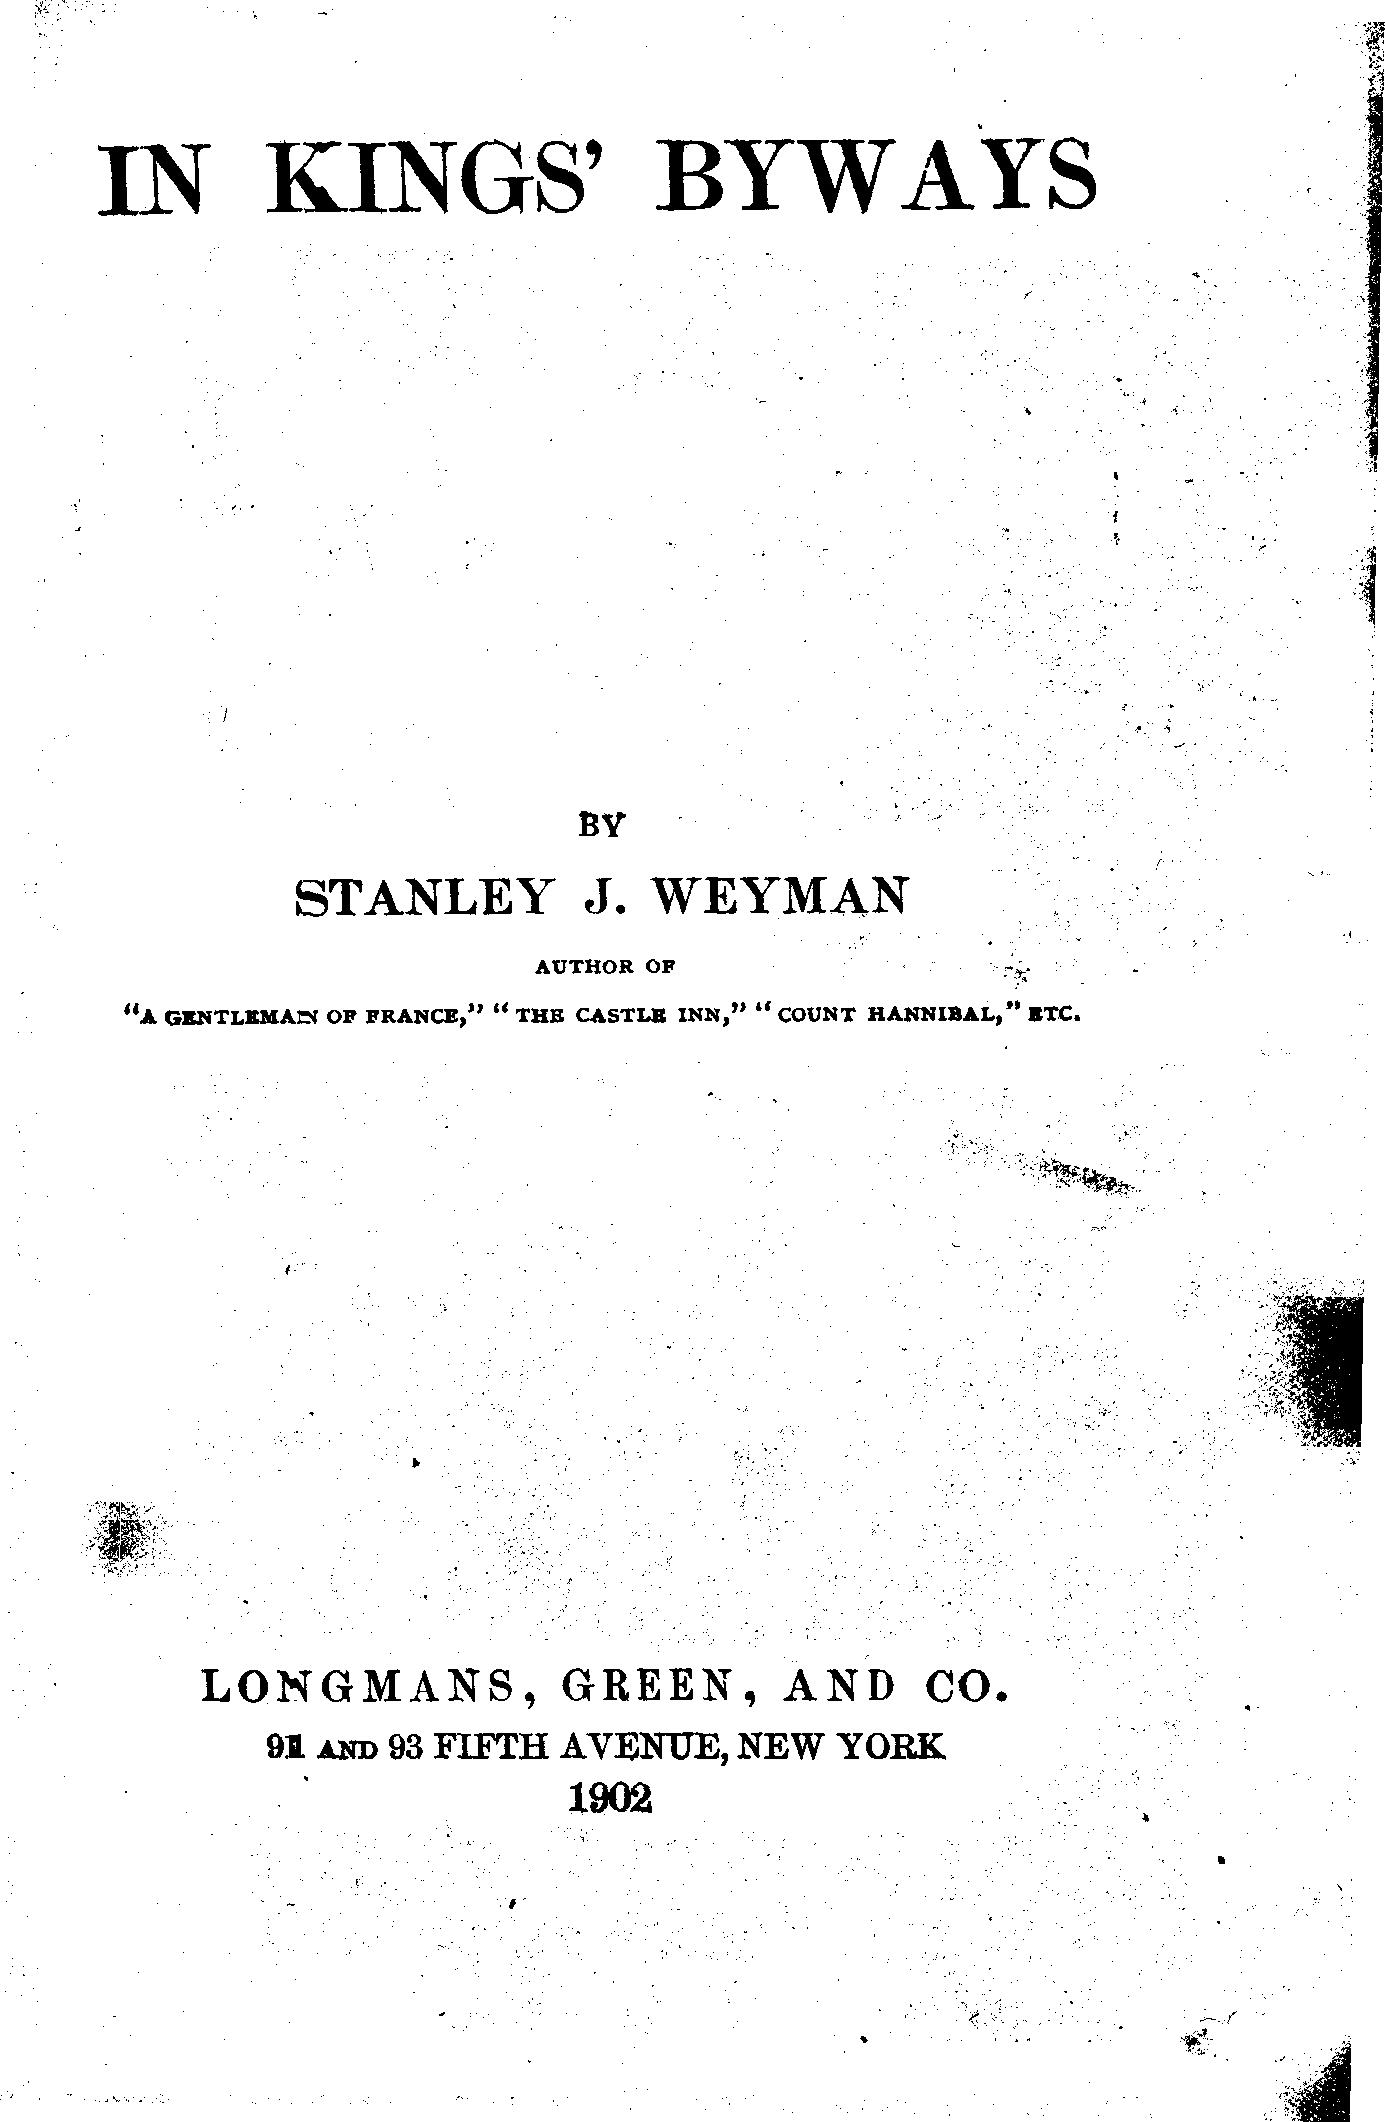 IN KINGS' BYWAYS
BY
STANLEY J. WEYMAN
AUTHOR OF
"A GENTLEMAN OF FRANCE," "THE CASTLE INN," "COUNT HANNIBAL," ETC.
LONGMANS, GREEN, AND CO.
91 AND 93 FIFTH AVENUE, NEW YORK
1902